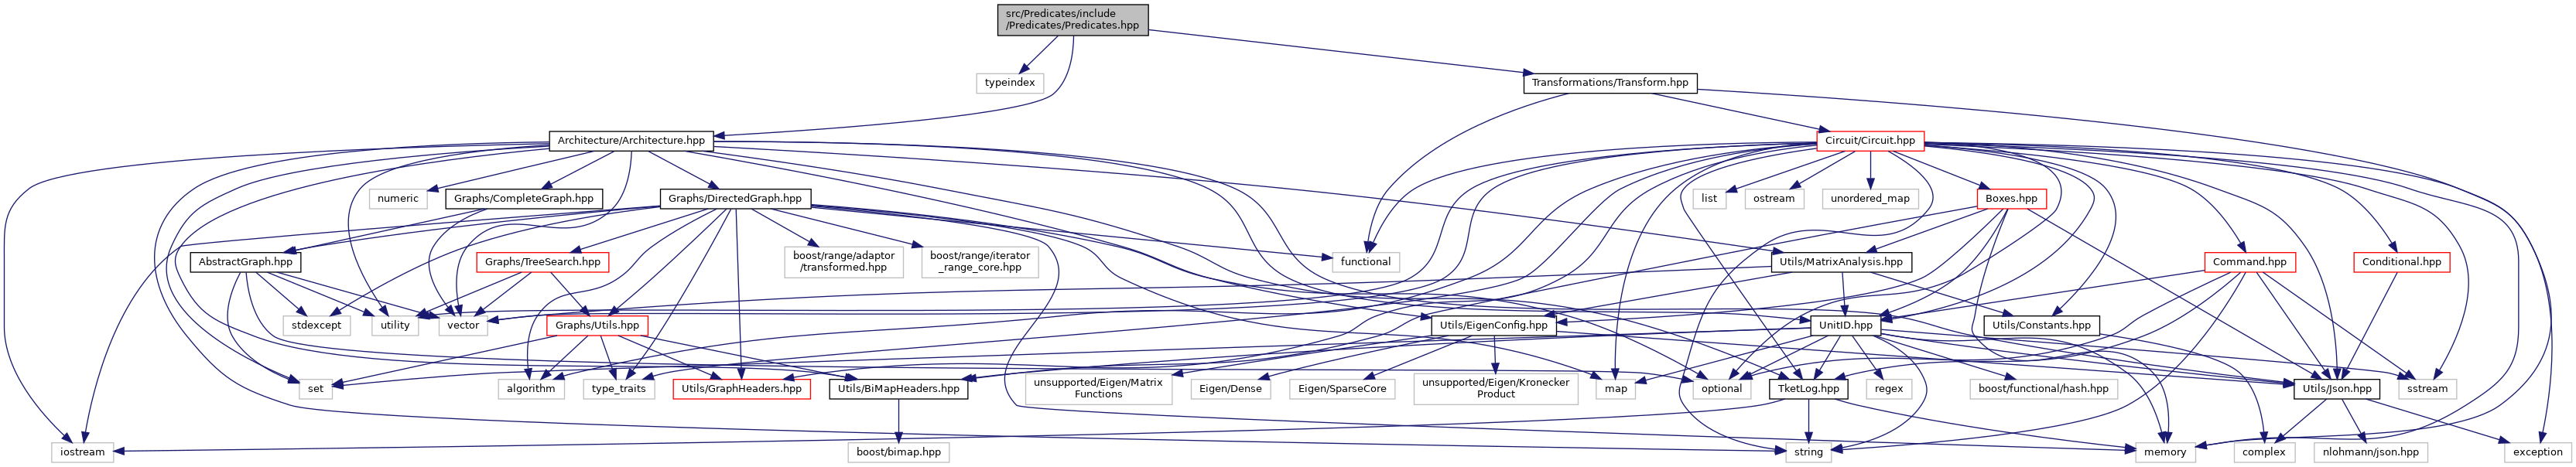 src/Predicates/include
/Predicates/Predicates.hpp
typeindex
Transformations/Transform.hpp
Architecture/Architecture.hpp
Circuit/Circuit.hpp
numeric
Graphs/CompleteGraph.hpp
Graphs/DirectedGraph.hpp
list
ostream
unordered_map
Boxes.hpp
AbstractGraph.hpp
Graphs/TreeSearch.hpp
boost/range/adaptor
/transformed.hpp
boost/range/iterator
_range_core.hpp
functional
Utils/MatrixAnalysis.hpp
Command.hpp
Conditional.hpp
stdexcept
utility
vector
Graphs/Utils.hpp
Utils/EigenConfig.hpp
UnitID.hpp
Utils/Constants.hpp
set
algorithm
type_traits
Utils/GraphHeaders.hpp
Utils/BiMapHeaders.hpp
unsupported/Eigen/Matrix
Functions
Eigen/Dense
Eigen/SparseCore
unsupported/Eigen/Kronecker
Product
map
optional
TketLog.hpp
regex
boost/functional/hash.hpp
Utils/Json.hpp
sstream
iostream
boost/bimap.hpp
string
memory
complex
nlohmann/json.hpp
exception